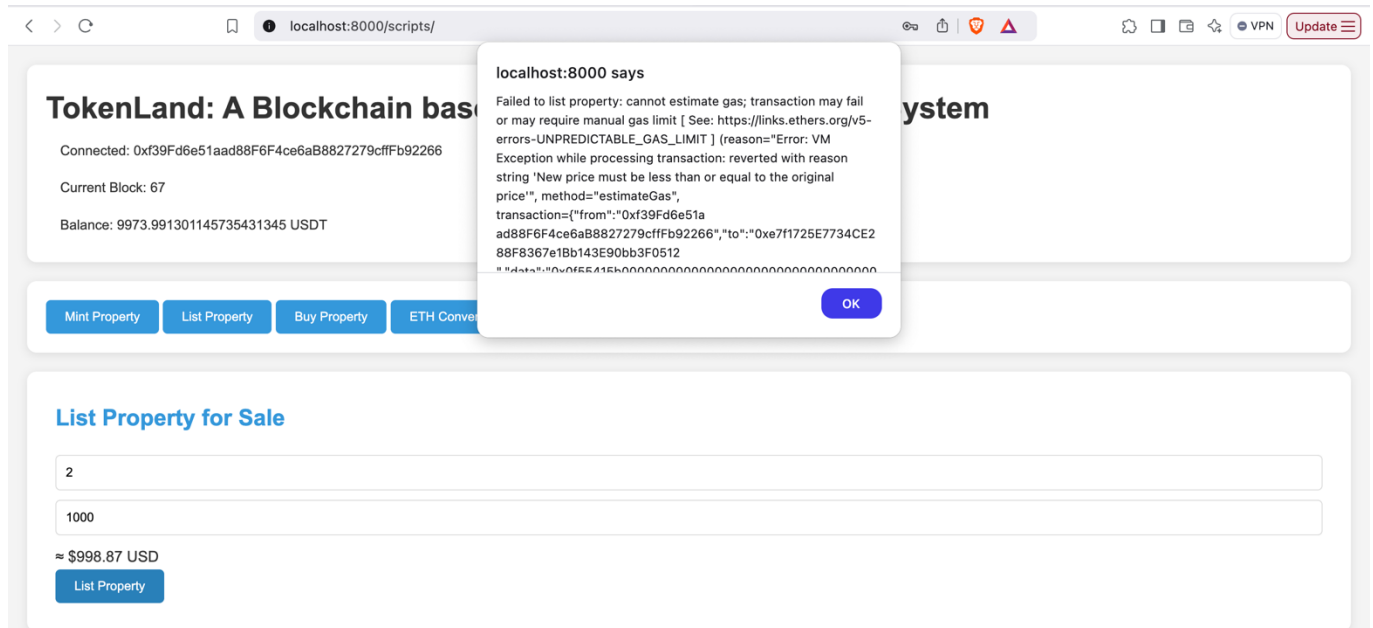 localhost:8000/scripts/
VPN
Update
localhost:8000 says
Failed to list property: cannot estimate gas; transaction may fail
or may require manual gas limit [ See: https://links.ethers.org/v5-
errors-UNPREDICTABLE_GAS_LIMIT ] (reason="Error: VM
Exception while processing transaction: reverted with reason
string 'New price must be less than or equal to the original
price'", method="estimateGas",
transaction={"from":"0xf39Fd6e51a
ad88F6F4ce6aB8827279cffFb92266","to":"0xe7f1725E7734CE2
88F8367e1Bb143E90bb3F0512
","data":"0x0f55415b0000000000000000000000000000000000
OK
TokenLand: A Blockchain bas
ystem
Connected: 0xf39Fd6e51aad88F6F4ce6aB8827279cffFb92266
Current Block: 67
Balance: 9973.991301145735431345 USDT
Mint Property
List Property
Buy Property
ETH Conver
List Property for Sale
2
1000
≈ $998.87 USD
List Property